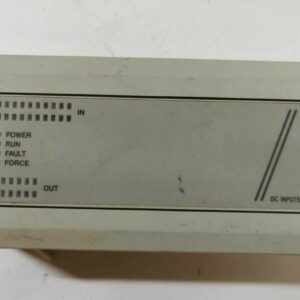 IN
POWER
RUN
FAULT
FORCE
OUT
DC INPUTS